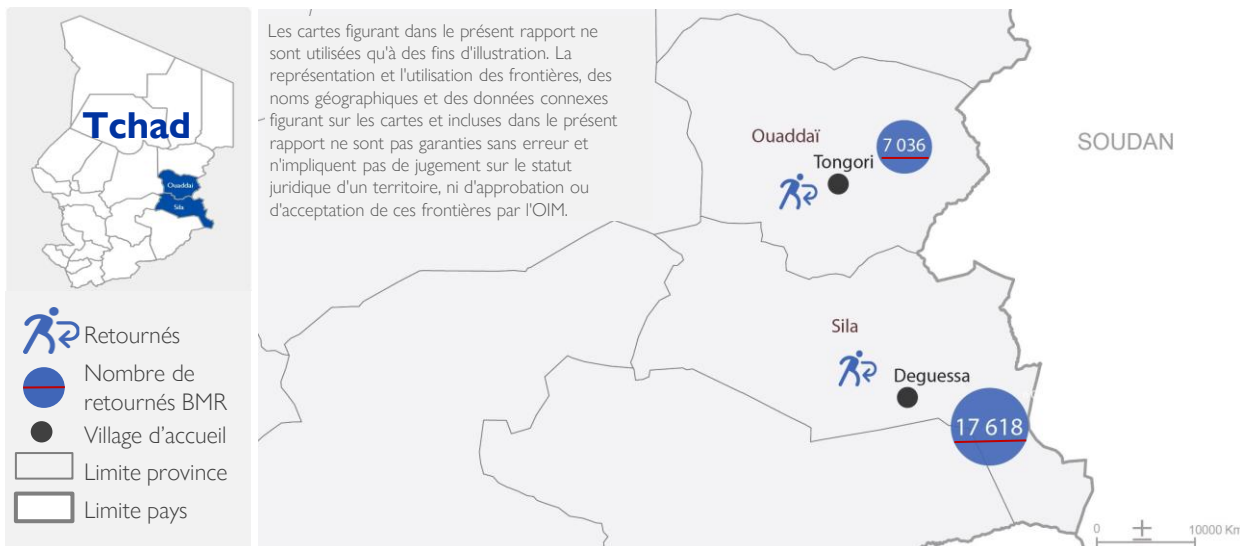 Tchad
Ouaddaï
Sila
Retournés
Nombre de
retournés BMR
Village d'accueil
Limite province
Limite pays
Les cartes figurant dans le présent rapport ne
sont utilisées qu'à des fins d'illustration. La
représentation et l'utilisation des frontières, des
noms géographiques et des données connexes
figurant sur les cartes et incluses dans le présent
rapport ne sont pas garanties sans erreur et
n'impliquent pas de jugement sur le statut
juridique d'un territoire, ni d'approbation ou
d'acceptation de ces frontières par l'OIM.
Ouaddaï
7 036
Tongori
SOUDAN
Sila
Deguessa
17 618
0 10000 Km